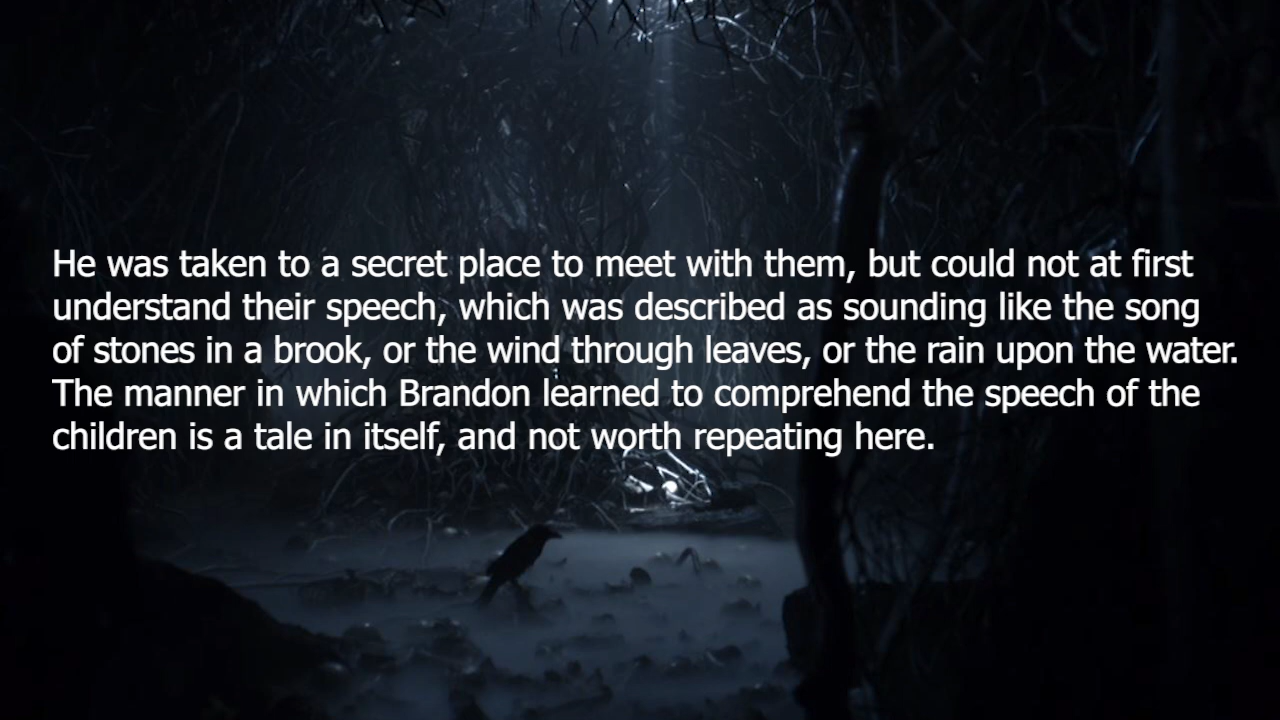 He was taken to a secret place to meet with them, but could not at first
understand their speech, which was described as sounding like the song
of stones in a brook, or the wind through leaves, or the rain upon the water.
The manner in which Brandon learned to comprehend the speech of the
children is a tale in itself, and not worth repeating here.